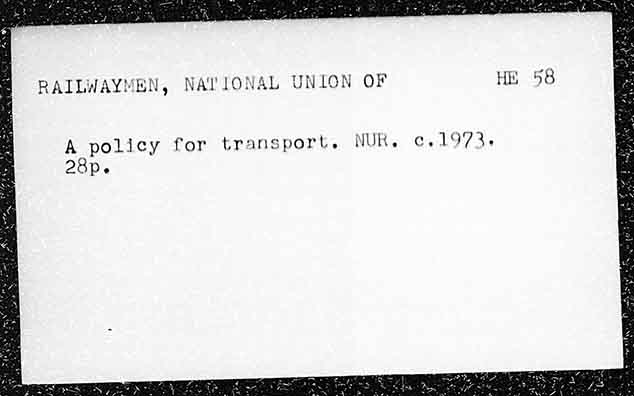 RAILWAYMEN, NATIONAL UNION OF HE 58
A policy for transport. NUR. c.1973.
28p.